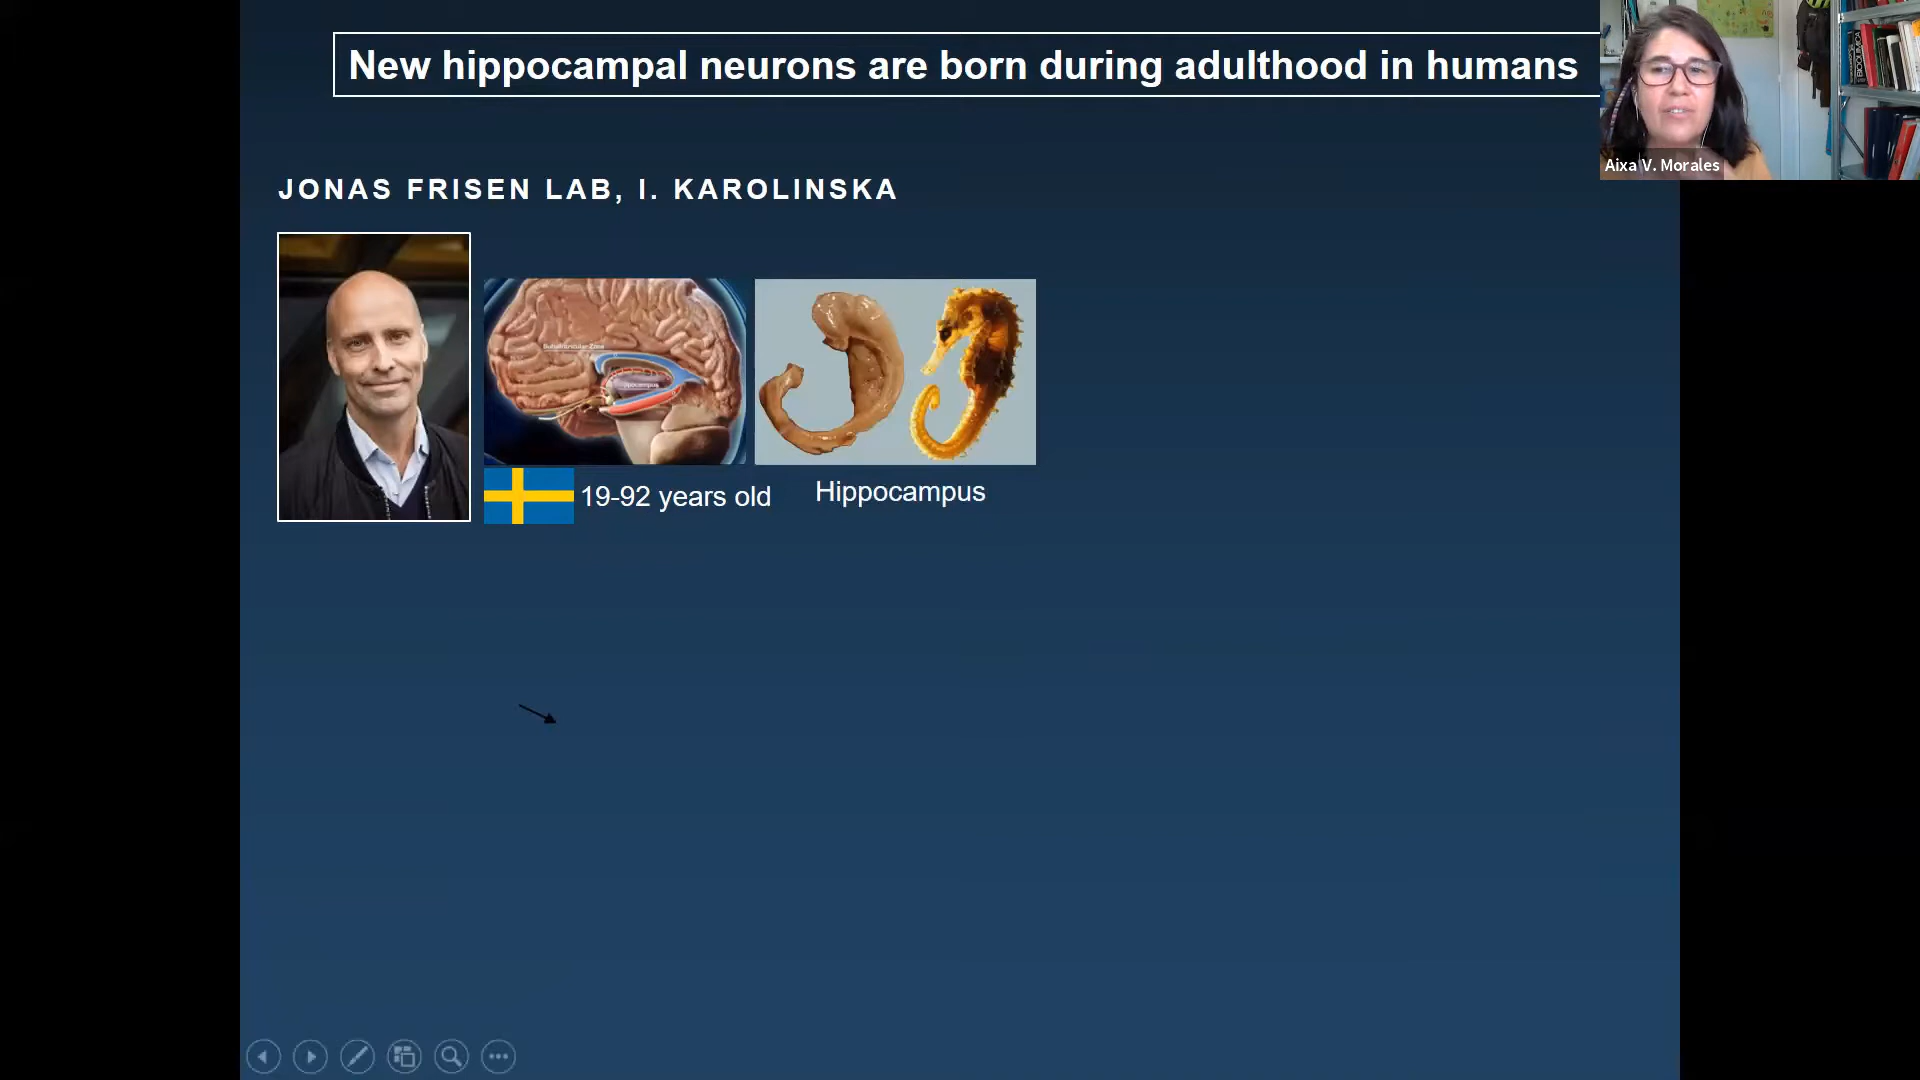 New hippocampal neurons are born during adulthood in humans
Aixa V. Morales
JONAS FRISEN LAB, I. KAROLINSKA
19-92 years old
Hippocampus